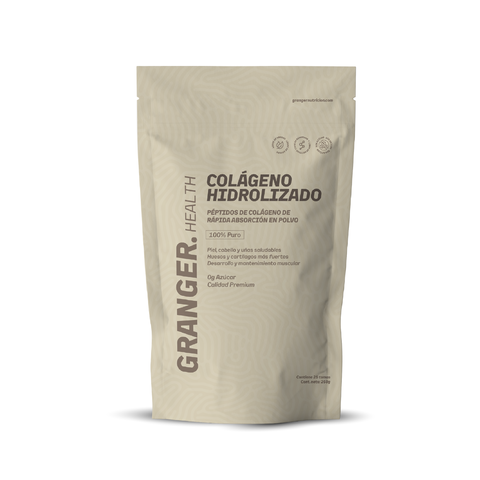 COLÁGENO
HIDROLIZADO
PÉPTIDOS DE COLÁGENO DE
RÁPIDA ABSORCIÓN EN POLVO
100% Puro
Piel, cabello y uñas saludables
Huesos y cartílagos más fuertes
Desarrollo y mantenimiento muscular
0g Azúcar
Calidad Premium
GRANGER. HEALTH